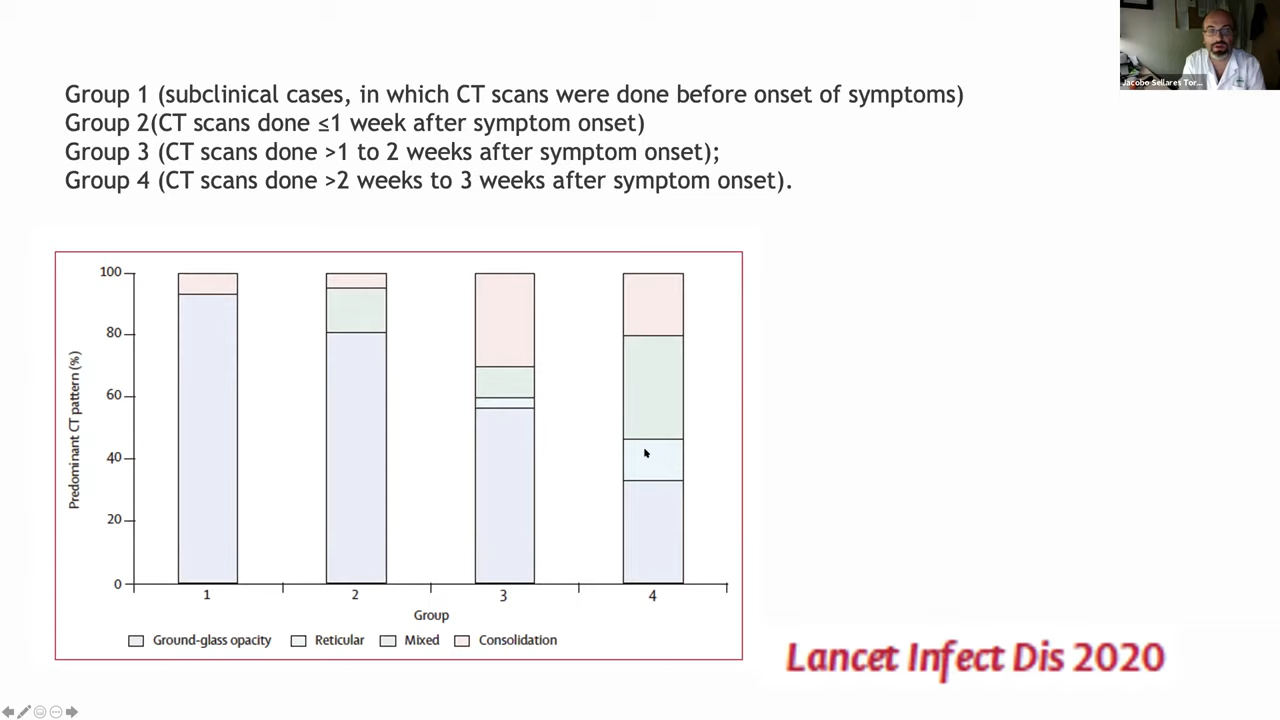 Jacobo Sellares Tor...
Group 1 (subclinical cases, in which CT scans were done before onset of symptoms)
Group 2(CT scans done ≤1 week after symptom onset)
Group 3 (CT scans done >1 to 2 weeks after symptom onset);
Group 4 (CT scans done >2 weeks to 3 weeks after symptom onset).
Predominant CT pattern (%)
100
80
60
40
20
0
1 2 3 4
Group
Ground-glass opacity Reticular Mixed Consolidation
Lancet Infect Dis 2020